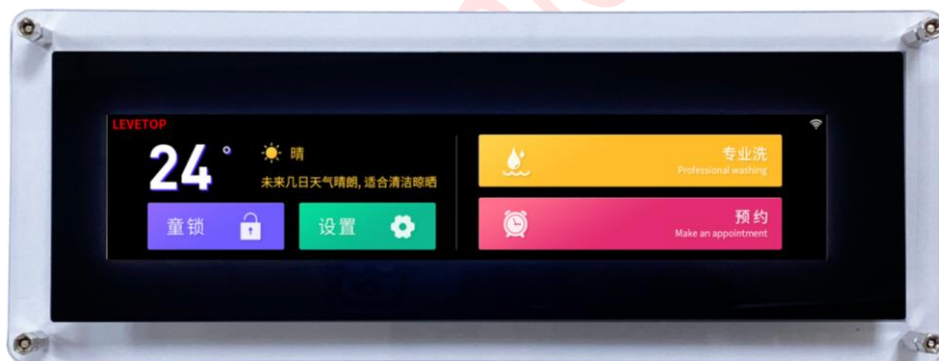 LEVETOP
24°
晴
未来几日天气晴朗, 适合清洁晾晒
童锁
设置
专业洗
Professional washing
预约
Make an appointment